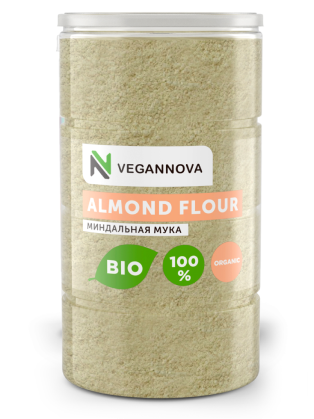 VEGANNOVA
ALMOND FLOUR
МИНДАЛЬНАЯ МУКА
BIO
100
%
ORGANIC